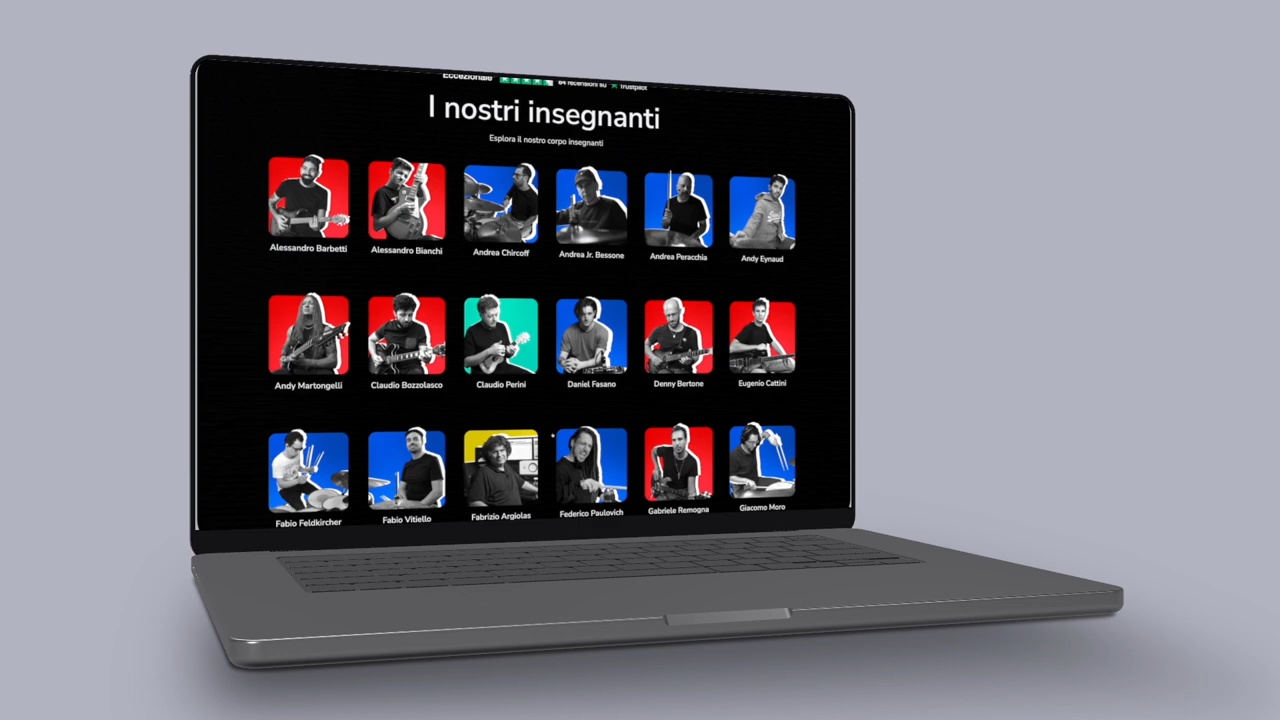 Eccezionale 64 recensioni su Trustpilot
I nostri insegnanti
Esplora il nostro corpo insegnanti
Alessandro Barbetti Alessandro Bianchi Andrea Chircoff Andrea Jr. Bessone Andrea Peracchia Andy Eynaud
Andy Martongelli Claudio Bozzolasco Claudio Perini Daniel Fasano Denny Bertone Eugenio Cattini
Fabio Feldkircher Fabio Vitiello Fabrizio Argiolas Federico Paulovich Gabriele Remogna Giacomo Moro